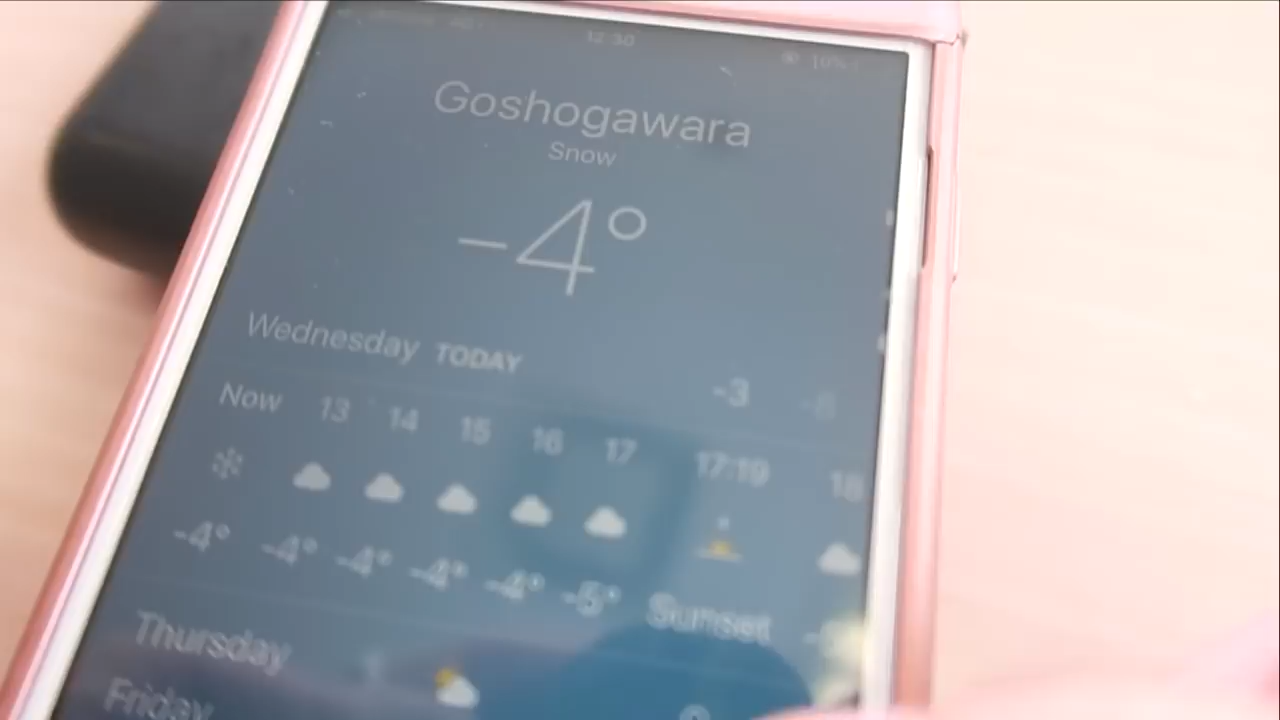 12:30
10%
Goshogawara
Snow
-4°
Wednesday TODAY -3
Now 13 14 15 16 17 17:19 18
-4° -4° -4° -4° -4° -5° Sunset
Thursday
Friday